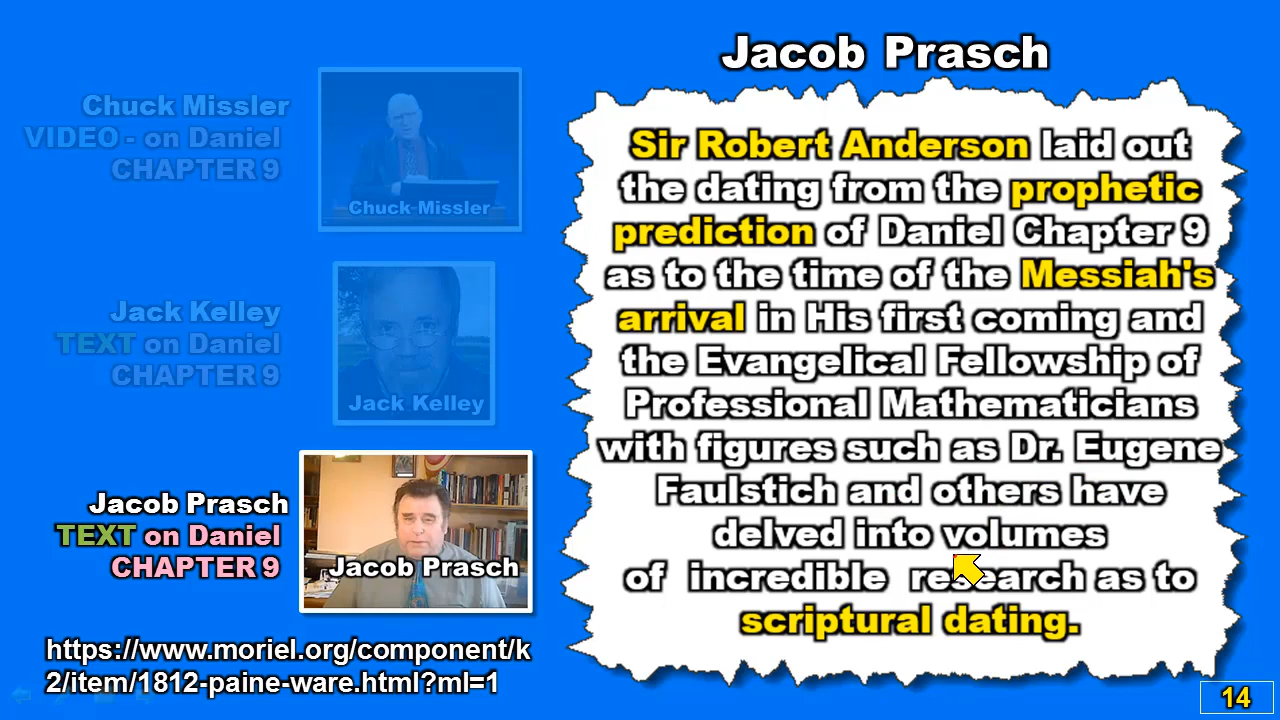 Jacob Prasch
Chuck Missler
VIDEO - on Daniel
CHAPTER 9
Chuck Missler
Jack Kelley
TEXT on Daniel
CHAPTER 9
Jack Kelley
Jacob Prasch
TEXT on Daniel
CHAPTER 9
Jacob Prasch
https://www.moriel.org/component/k
2/item/1812-paine-ware.html?ml=1
Sir Robert Anderson laid out
the dating from the prophetic
prediction of Daniel Chapter 9
as to the time of the Messiah's
arrival in His first coming and
the Evangelical Fellowship of
Professional Mathematicians
with figures such as Dr. Eugene
Faulstich and others have
delved into volumes
of incredible research as to
scriptural dating.
14